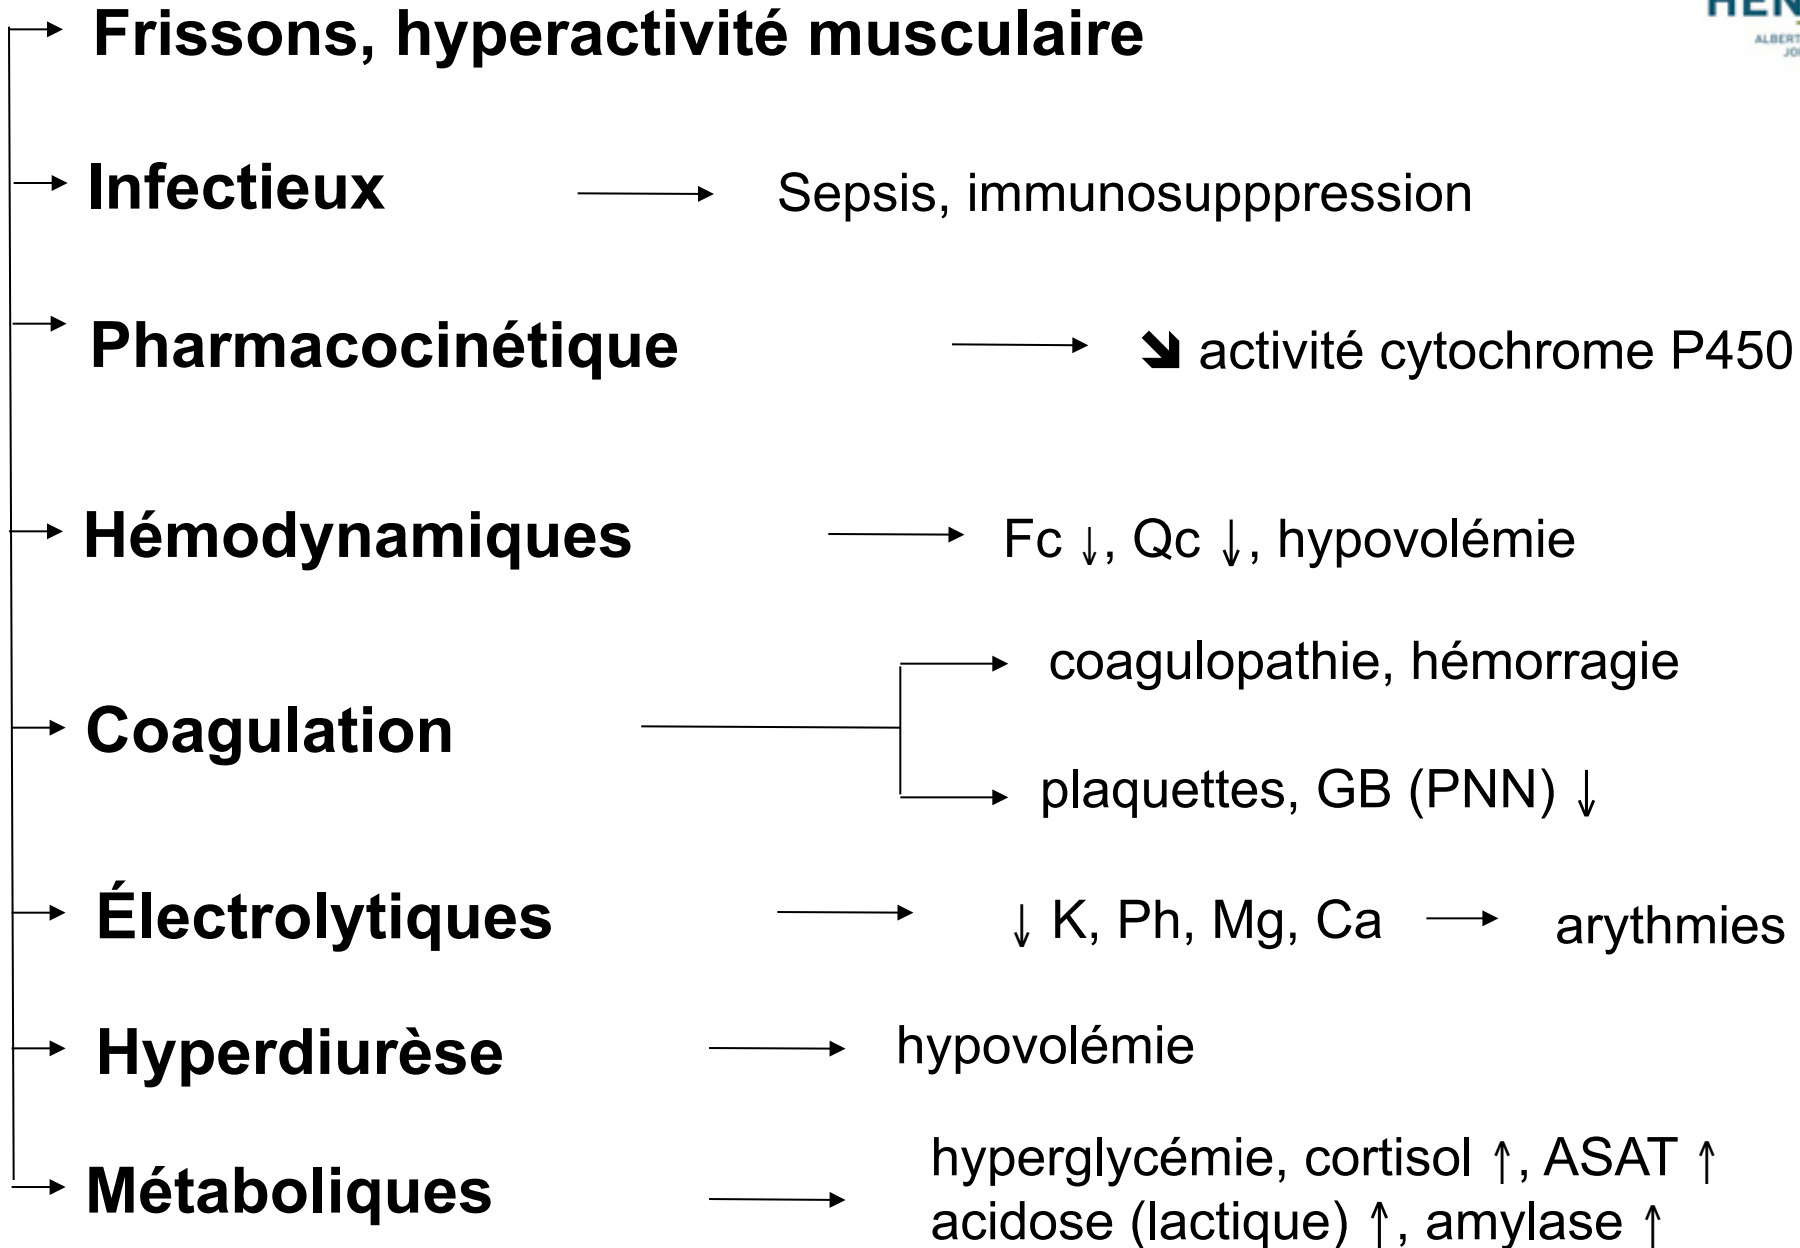 Frissons, hyperactivité musculaire
Infectieux → Sepsis, immunosupppression
Pharmacocinétique → ⬊ activité cytochrome P450
Hémodynamiques → Fc ↓, Qc ↓, hypovolémie
coagulopathie, hémorragie
Coagulation
plaquettes, GB (PNN) ↓
Électrolytiques → ↓ K, Ph, Mg, Ca → arythmies
Hyperdiurèse → hypovolémie
Métaboliques → hyperglycémie, cortisol ↑, ASAT ↑
acidose (lactique) ↑, amylase ↑